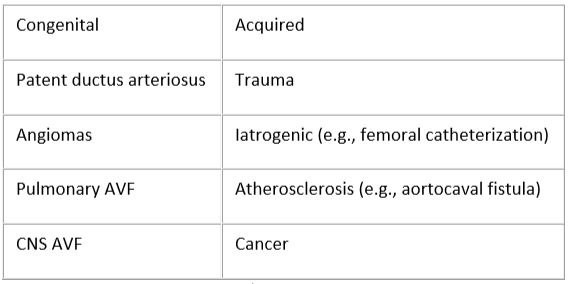 Congenital Acquired
Patent ductus arteriosus Trauma
Angiomas Iatrogenic (e.g., femoral catheterization)
Pulmonary AVF Atherosclerosis (e.g., aortocaval fistula)
CNS AVF Cancer